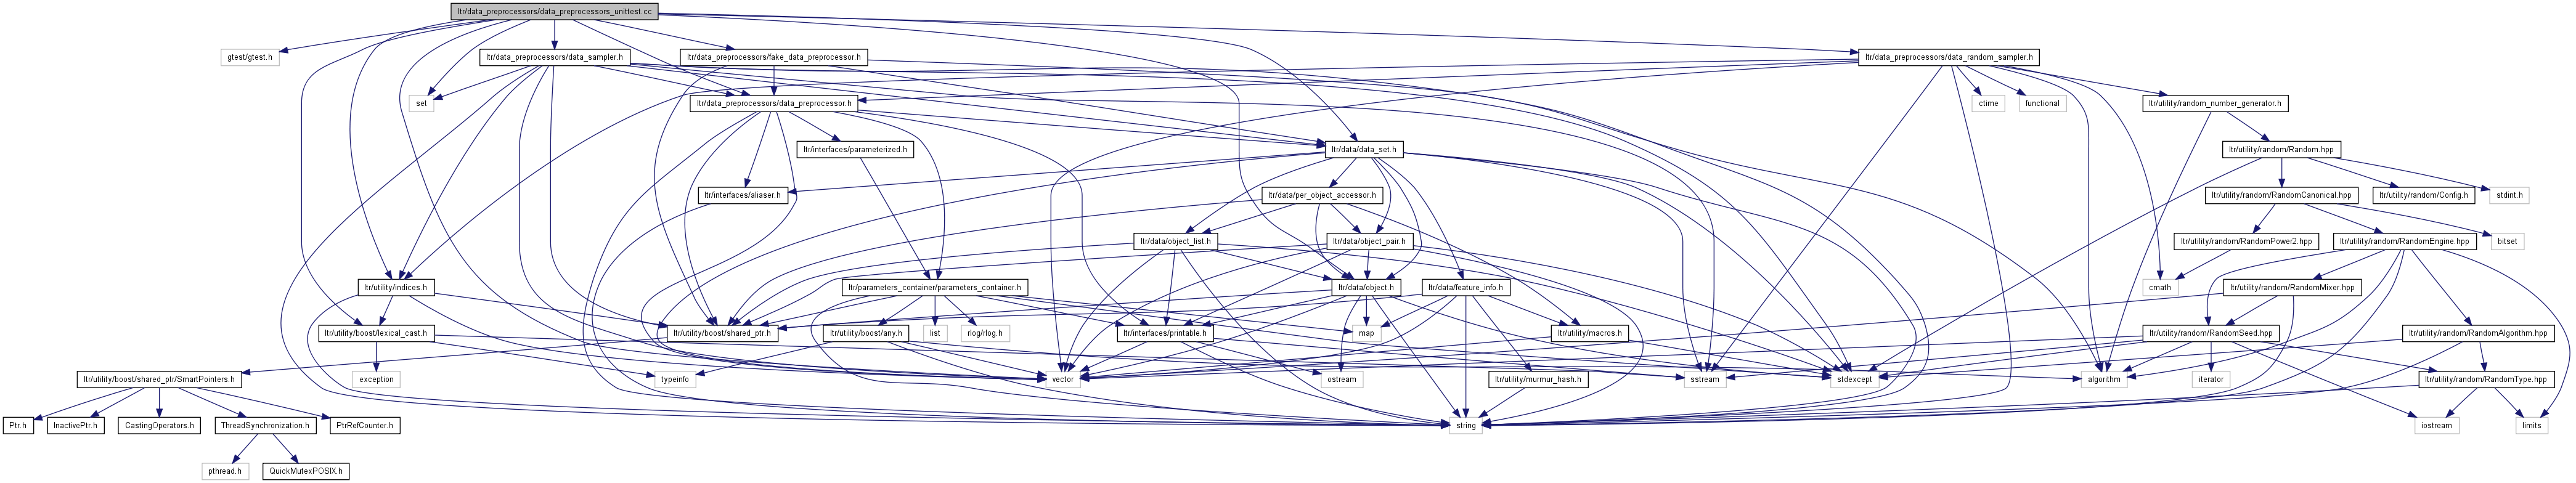 ltr/data_preprocessors/data_preprocessors_unittest.cc
gtest/gtest.h
ltr/data_preprocessors/data_sampler.h
ltr/data_preprocessors/fake_data_preprocessor.h
ltr/data_preprocessors/data_random_sampler.h
set
ltr/data_preprocessors/data_preprocessor.h
ctime
functional
ltr/utility/random_number_generator.h
ltr/interfaces/parameterized.h
ltr/data/data_set.h
ltr/utility/random/Random.hpp
ltr/interfaces/aliaser.h
ltr/data/per_object_accessor.h
ltr/utility/random/RandomCanonical.hpp
ltr/utility/random/Config.h
stdint.h
ltr/data/object_list.h
ltr/data/object_pair.h
ltr/utility/random/RandomPower2.hpp
ltr/utility/random/RandomEngine.hpp
bitset
ltr/utility/indices.h
ltr/parameters_container/parameters_container.h
ltr/data/object.h
ltr/data/feature_info.h
cmath
ltr/utility/random/RandomMixer.hpp
ltr/utility/boost/lexical_cast.h
ltr/utility/boost/shared_ptr.h
ltr/utility/boost/any.h
list
rlog/rlog.h
ltr/interfaces/printable.h
map
ltr/utility/macros.h
ltr/utility/random/RandomSeed.hpp
ltr/utility/random/RandomAlgorithm.hpp
ltr/utility/boost/shared_ptr/SmartPointers.h
exception
typeinfo
vector
ostream
ltr/utility/murmur_hash.h
sstream
stdexcept
algorithm
iterator
ltr/utility/random/RandomType.hpp
Ptr.h
InactivePtr.h
CastingOperators.h
ThreadSynchronization.h
PtrRefCounter.h
string
iostream
limits
pthread.h
QuickMutexPOSIX.h